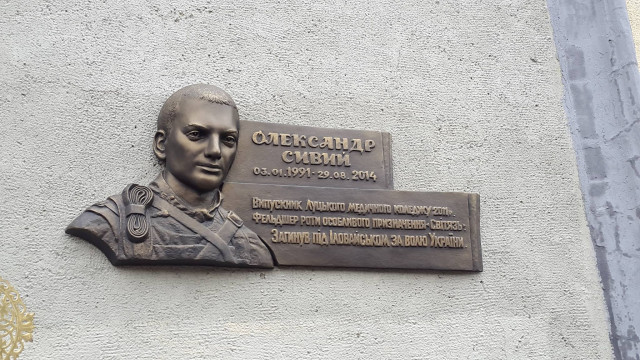 ОЛЕКСАНДР
СИВИЙ
03.01.1991-29.08.2014
Випускник Луцького медичного коледжу-2011р.
Фельдшер роти особливого призначення-Світязь-
Загинув під Іловайськом, за волю України.